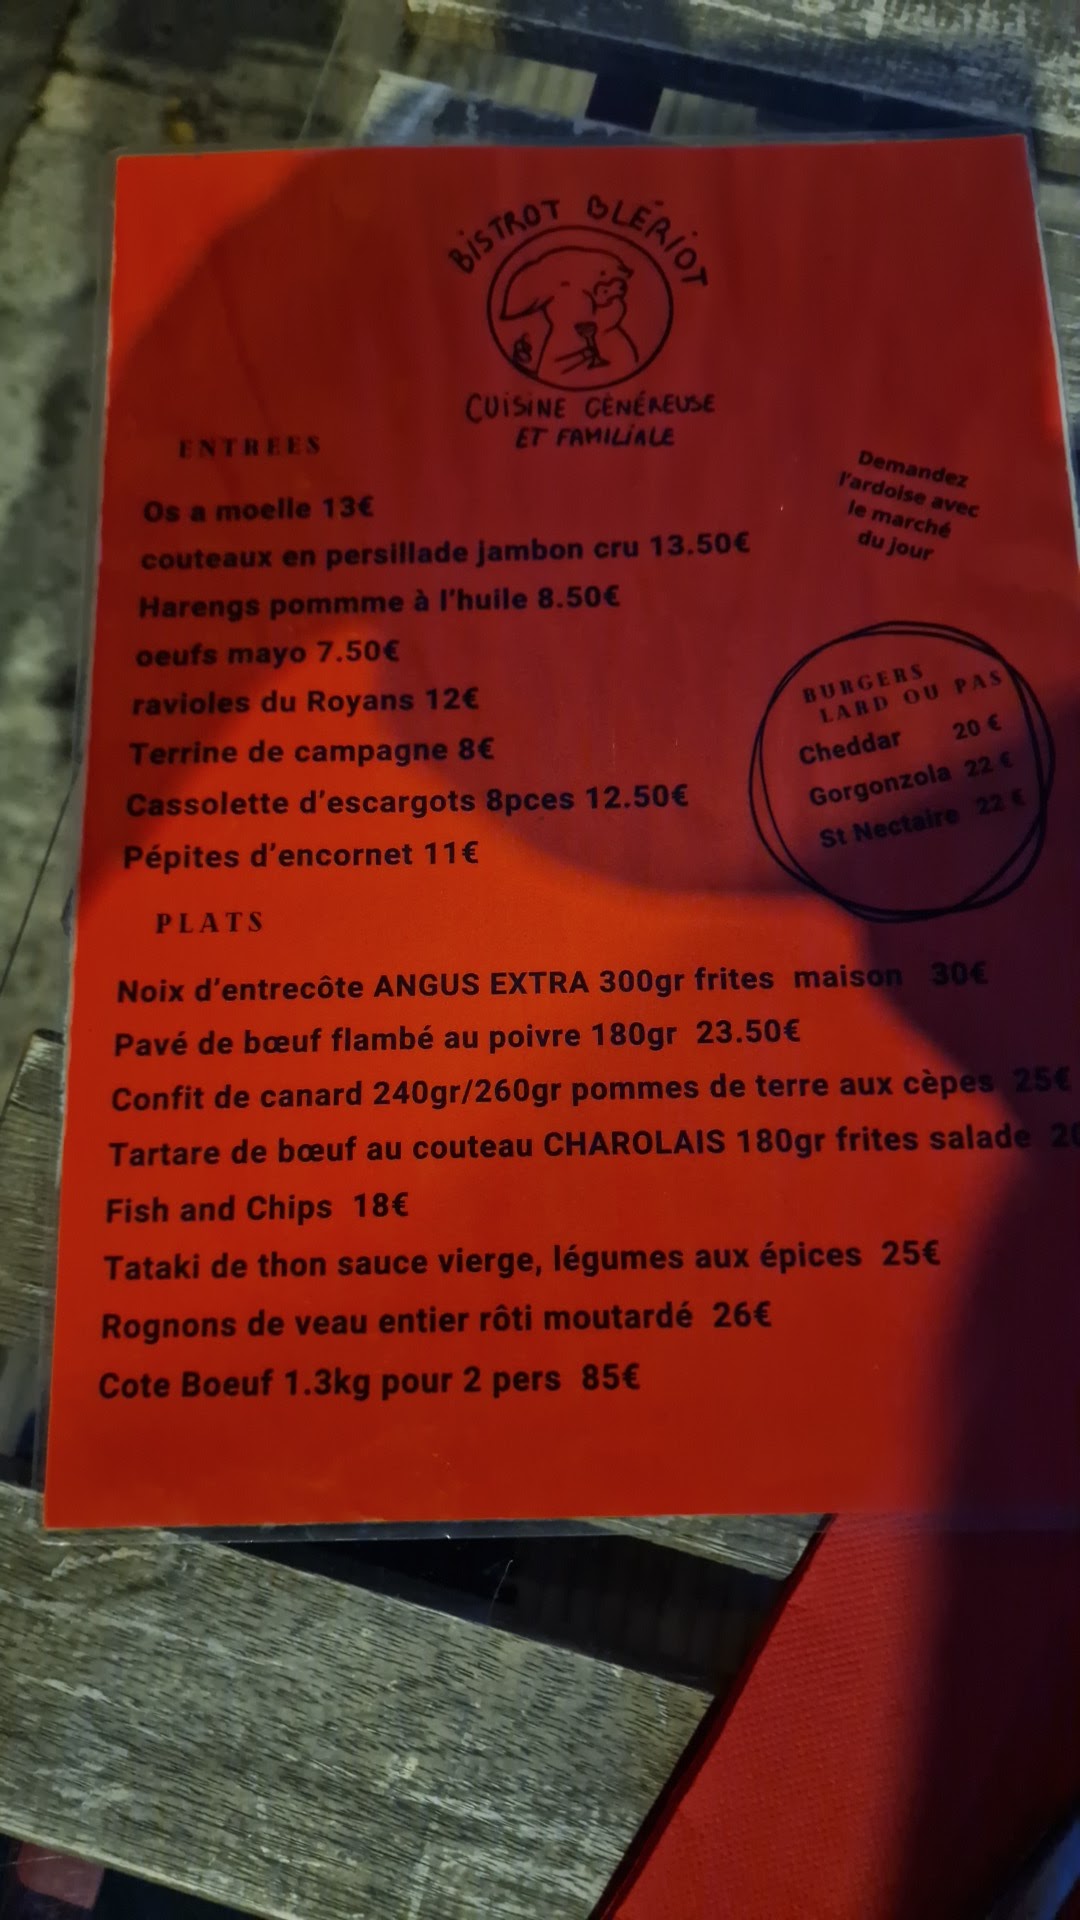 BISTROT BLÉRIOT
CUISINE GÉNÉREUSE
ET FAMILIALE
ENTREES
Os a moelle 13€
couteaux en persillade jambon cru 13.50€
Harengs pommme à l'huile 8.50€
oeufs mayo 7.50€
ravioles du Royans 12€
Terrine de campagne 8€
Cassolette d'escargots 8pces 12.50€
Pépites d'encornet 11€
Demandez
l'ardoise avec
le marché
du jour
BURGERS
LARD OU PAS
Cheddar 20 €
Gorgonzola 22 €
St Nectaire 22 €
PLATS
Noix d'entrecôte ANGUS EXTRA 300gr frites maison 30€
Pavé de bœuf flambé au poivre 180gr 23.50€
Confit de canard 240gr/260gr pommes de terre aux cèpes 25€
Tartare de bœuf au couteau CHAROLAIS 180gr frites salade
Fish and Chips 18€
Tataki de thon sauce vierge, légumes aux épices 25€
Rognons de veau entier rôti moutardé 26€
Cote Boeuf 1.3kg pour 2 pers 85€